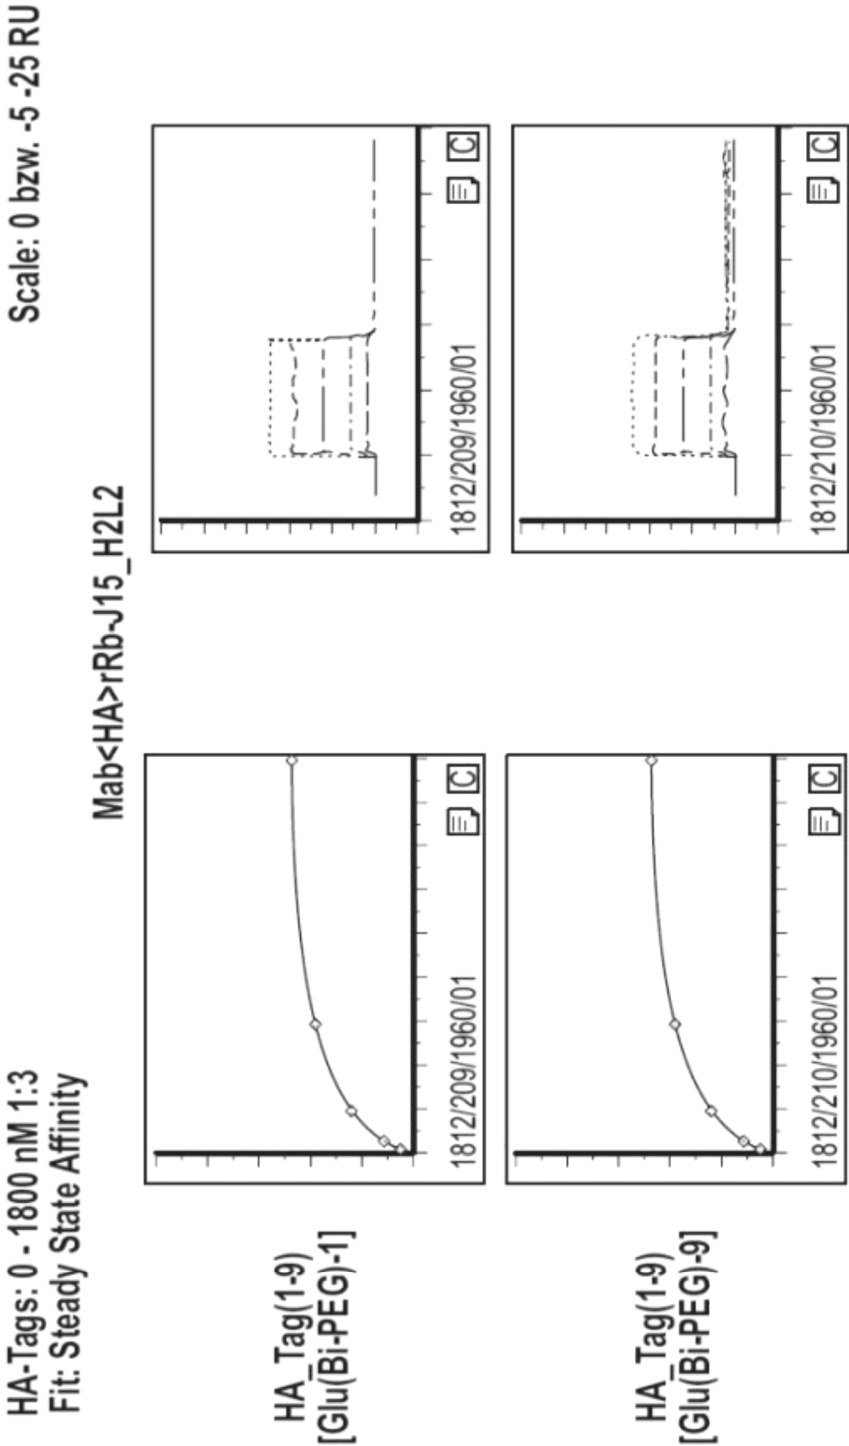 HA-Tags: 0 - 1800 nM 1:3
Fit: Steady State Affinity
Scale: 0 bzw. -5 -25 RU
Mab<HA>rRb-J15_H2L2
HA_Tag(1-9)
[Glu(Bi-PEG)-1]
1812/209/1960/01
C
1812/209/1960/01
C
HA_Tag(1-9)
[Glu(Bi-PEG)-9]
1812/210/1960/01
C
1812/210/1960/01
C